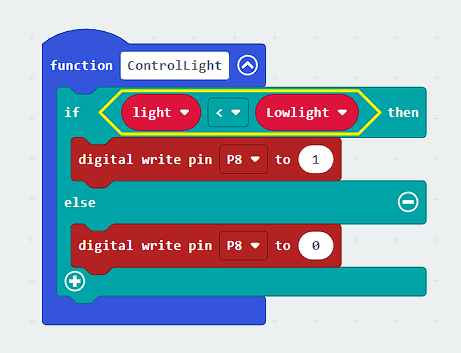 function ControlLight
if light < Lowlight then
digital write pin P8 to 1
else
digital write pin P8 to 0